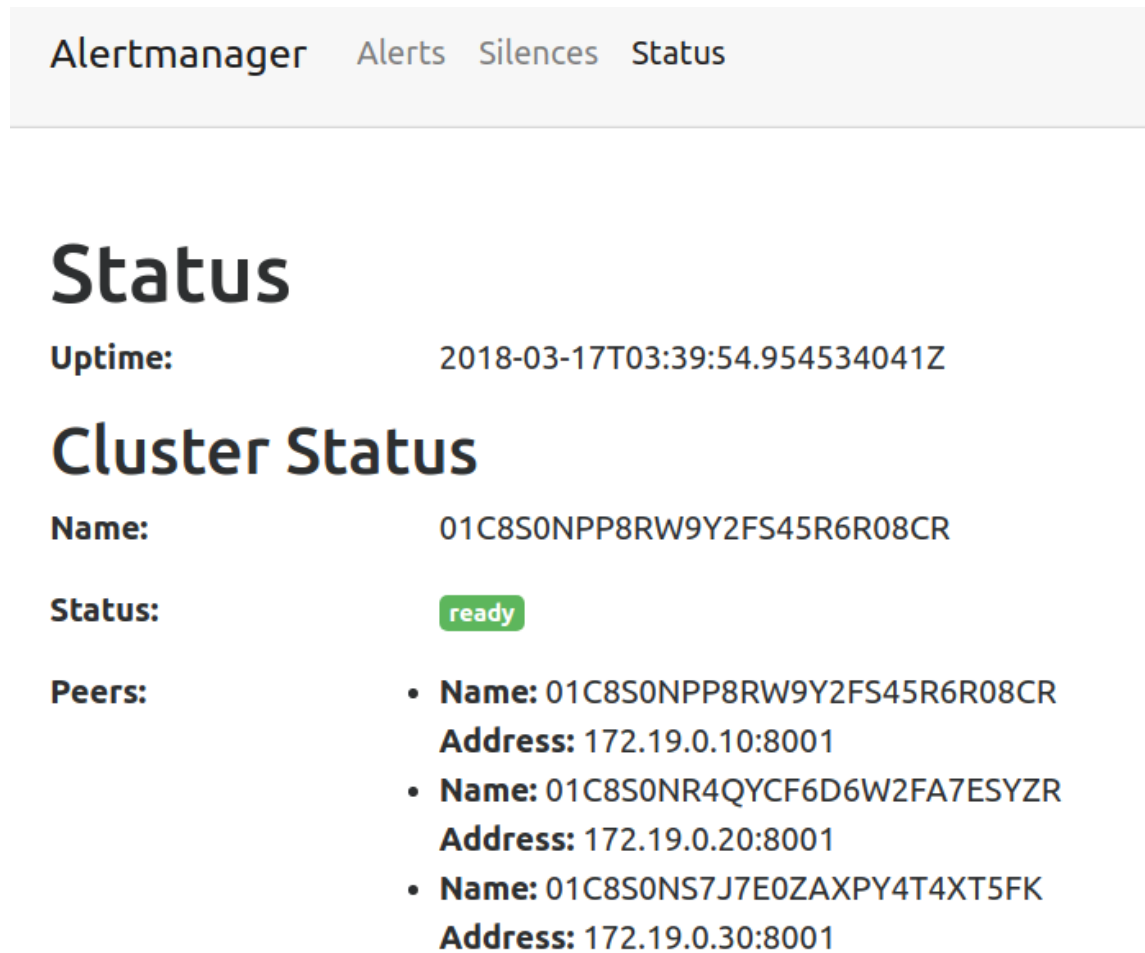 Alertmanager Alerts Silences Status
Status
Uptime: 2018-03-17T03:39:54.954534041Z
Cluster Status
Name: 01C8S0NPP8RW9Y2FS45R6R08CR
Status: ready
Peers: • Name: 01C8S0NPP8RW9Y2FS45R6R08CR
Address: 172.19.0.10:8001
• Name: 01C8S0NR4QYCF6D6W2FA7ESYZR
Address: 172.19.0.20:8001
• Name: 01C8S0NS7J7E0ZAXPY4T4XT5FK
Address: 172.19.0.30:8001